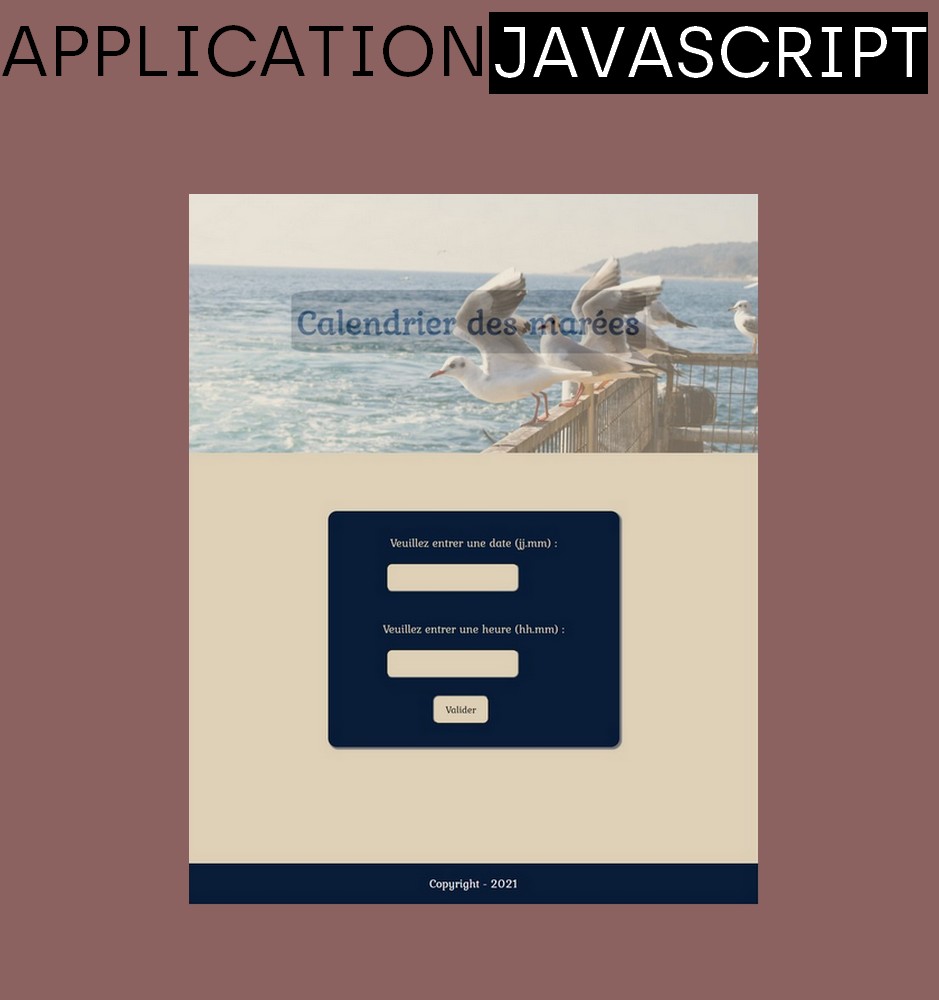 APPLICATION JAVASCRIPT
Calendrier des marées
Veuillez entrer une date (jj.mm) :
Veuillez entrer une heure (hh.mm) :
Valider
Copyright - 2021